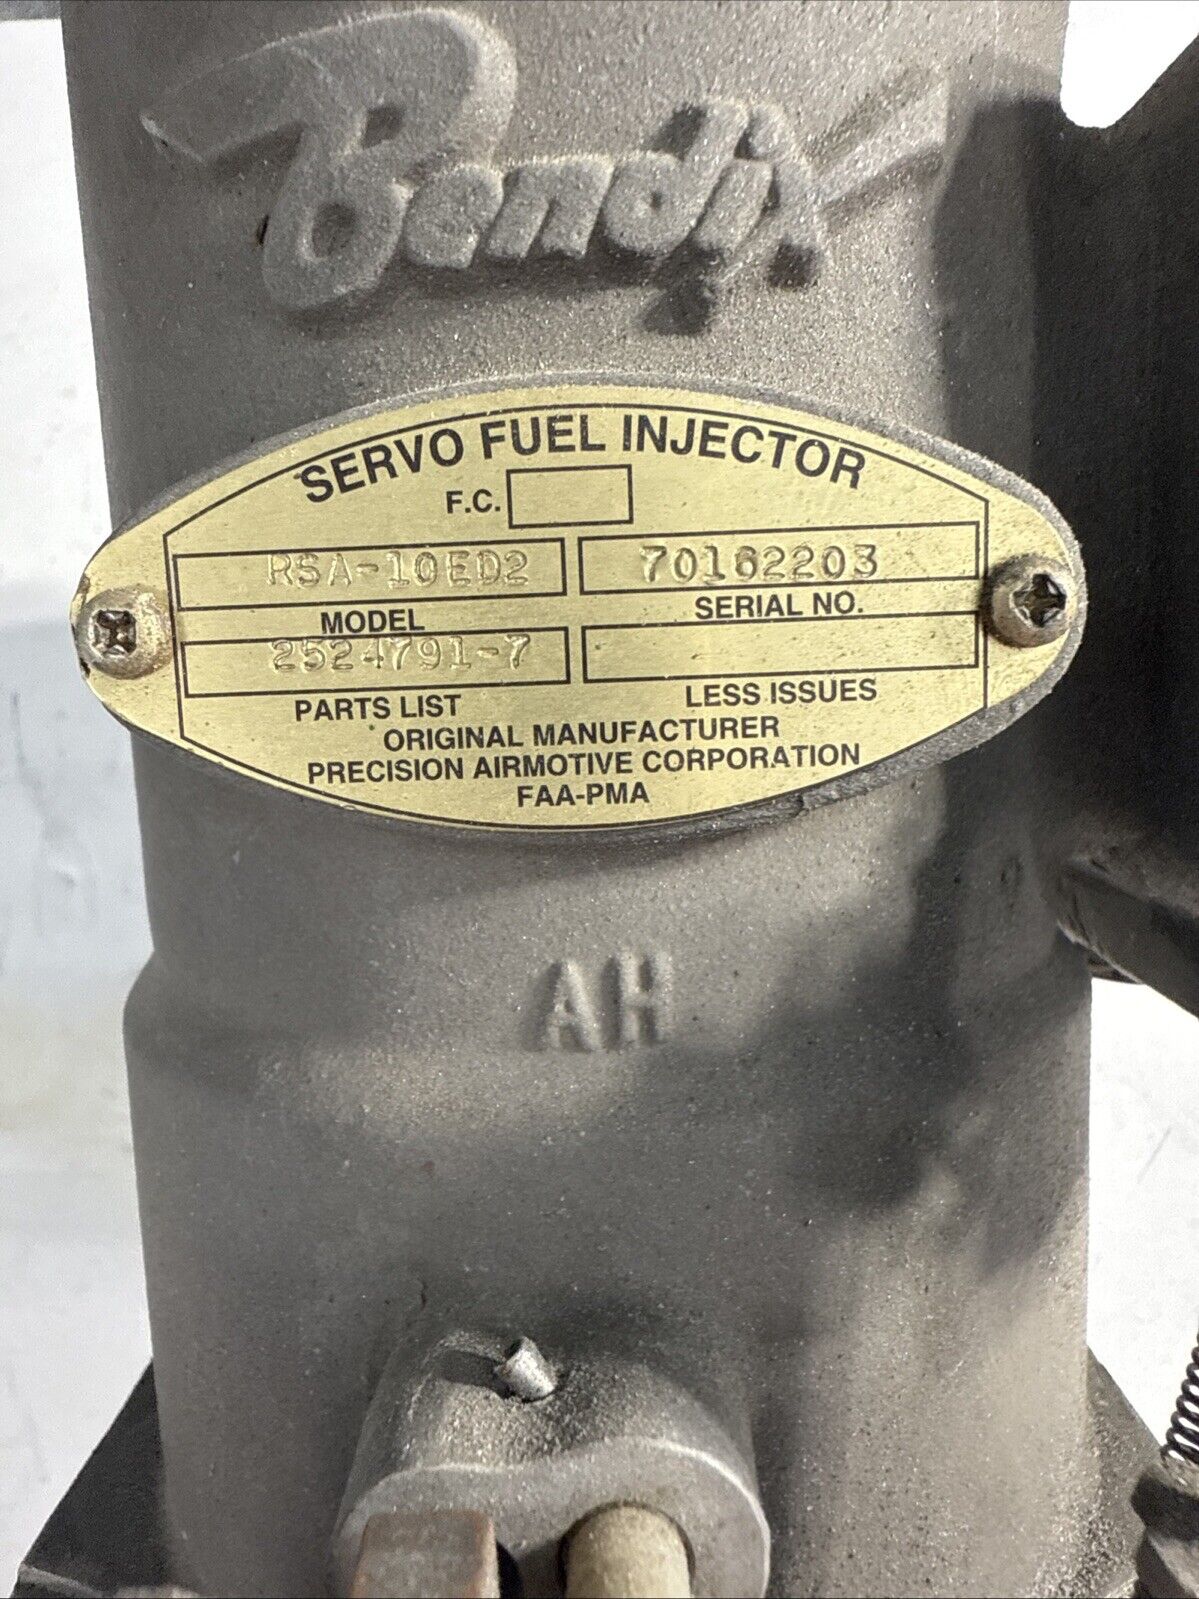 Bendix
SERVO FUEL INJECTOR
F.C.
RSA-10ED2 70162203
MODEL SERIAL NO.
2524791-7
PARTS LIST LESS ISSUES
ORIGINAL MANUFACTURER
PRECISION AIRMOTIVE CORPORATION
FAA-PMA
AH